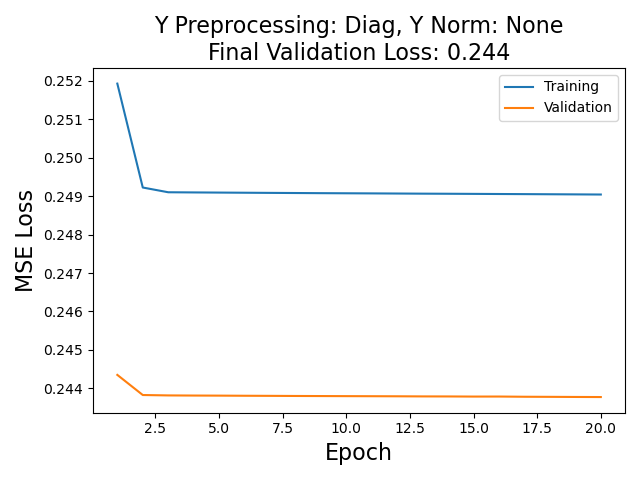 Y Preprocessing: Diag, Y Norm: None
Final Validation Loss: 0.244
Training
Validation
MSE Loss
0.252
0.251
0.250
0.249
0.248
0.247
0.246
0.245
0.244
2.5 5.0 7.5 10.0 12.5 15.0 17.5 20.0
Epoch